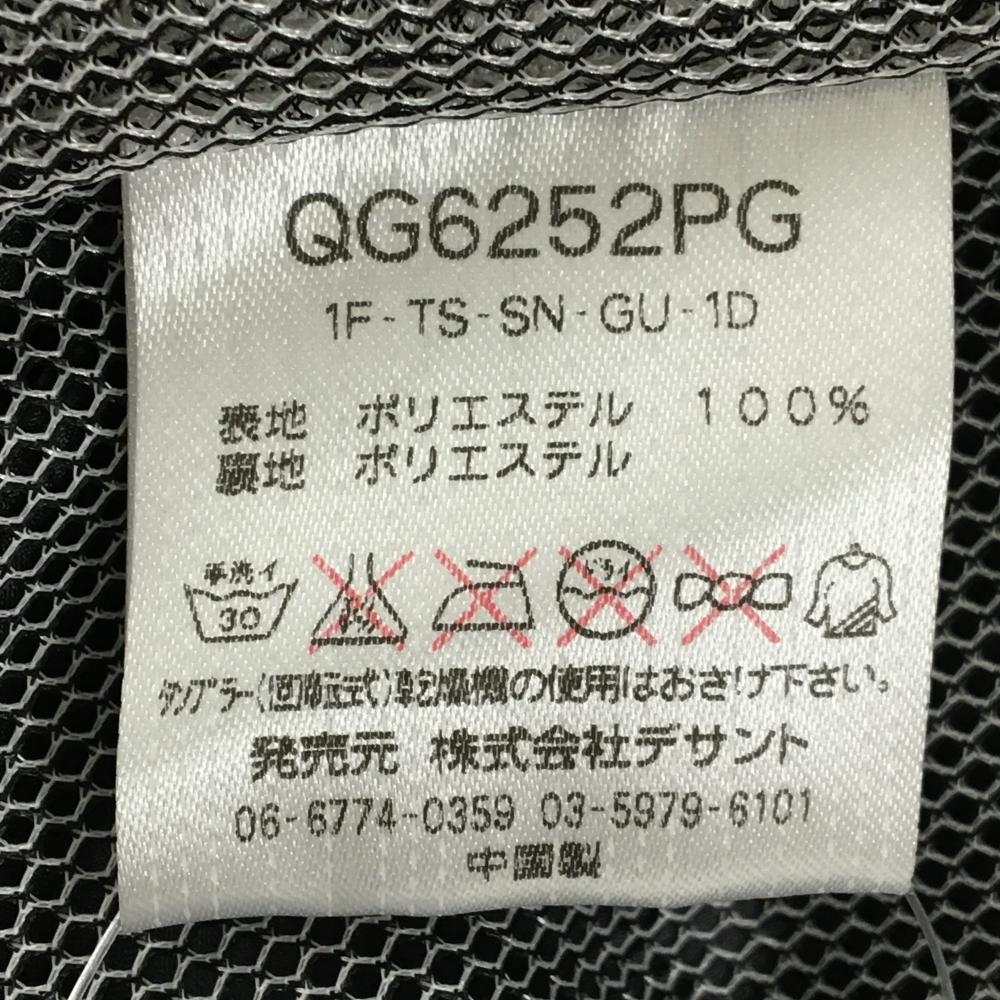 QG6252PG
1F-TS-SN-GU-1D
表地 ポリエステル 100%
裏地 ポリエステル
手洗イ
30
ドライ
タンブラー(回転式)乾燥機の使用はおさけ下さい。
発売元 株式会社デサント
06-6774-0359 03-5979-6101
中国製